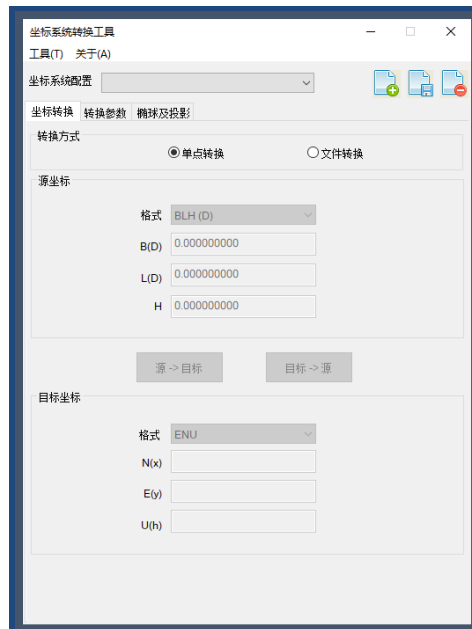 坐标系统转换工具
工具(T) 关于(A)
坐标系统配置
坐标转换 转换参数 椭球及投影
转换方式
单点转换 文件转换
源坐标
格式 BLH (D)
B(D) 0.000000000
L(D) 0.000000000
H 0.000000000
源 -> 目标 目标 -> 源
目标坐标
格式 ENU
N(x)
E(y)
U(h)